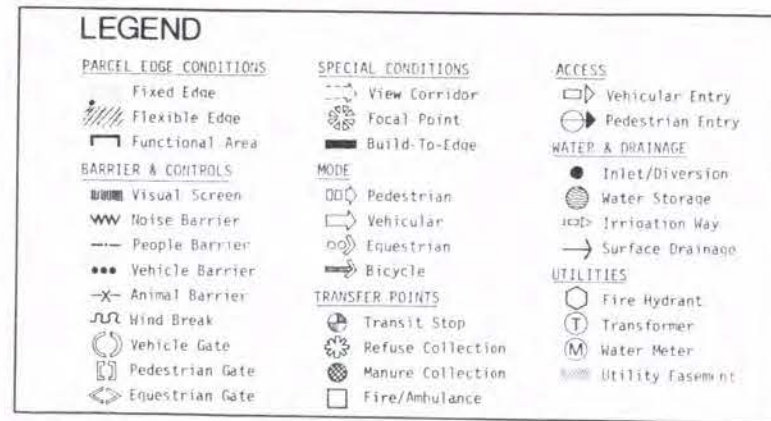 LEGEND
PARCEL EDGE CONDITIONS
Fixed Edge
Flexible Edge
Functional Area
BARRIER & CONTROLS
Visual Screen
Noise Barrier
People Barrier
Vehicle Barrier
Animal Barrier
Wind Break
Vehicle Gate
Pedestrian Gate
Equestrian Gate
SPECIAL CONDITIONS
View Corridor
Focal Point
Build-To-Edge
MODE
Pedestrian
Vehicular
Equestrian
Bicycle
TRANSFER POINTS
Transit Stop
Refuse Collection
Manure Collection
Fire/Ambulance
ACCESS
Vehicular Entry
Pedestrian Entry
WATER & DRAINAGE
Inlet/Diversion
Water Storage
Irrigation Way
Surface Drainage
UTILITIES
Fire Hydrant
T Transformer
M Water Meter
Utility Easement